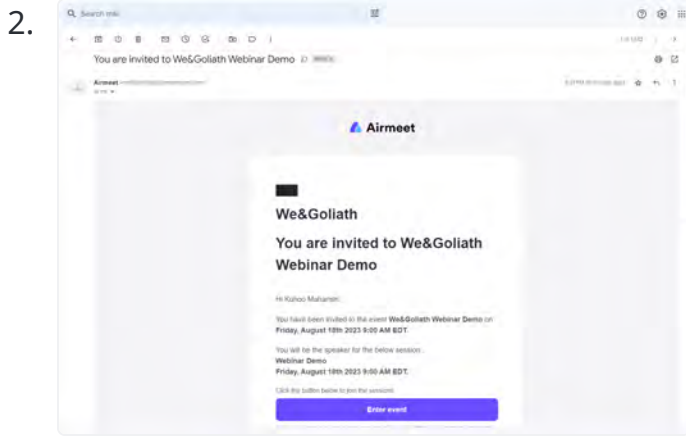 2.
Search mail
You are invited to We&Goliath Webinar Demo
Airmeet
to me
Airmeet
We&Goliath
You are invited to We&Goliath
Webinar Demo
You have been invited to the event We&Goliath Webinar Demo on
Friday, August 18th 2023 9:00 AM EDT.
You will be the speaker for the below session:
Webinar Demo
Friday, August 18th 2023 9:00 AM EDT.
Click the button below to join the session!
Enter event